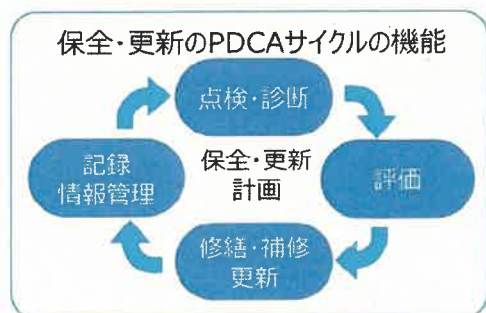 保全・更新のPDCAサイクルの機能
点検・診断
記録
情報管理
保全・更新
計画
評価
修繕・補修
更新